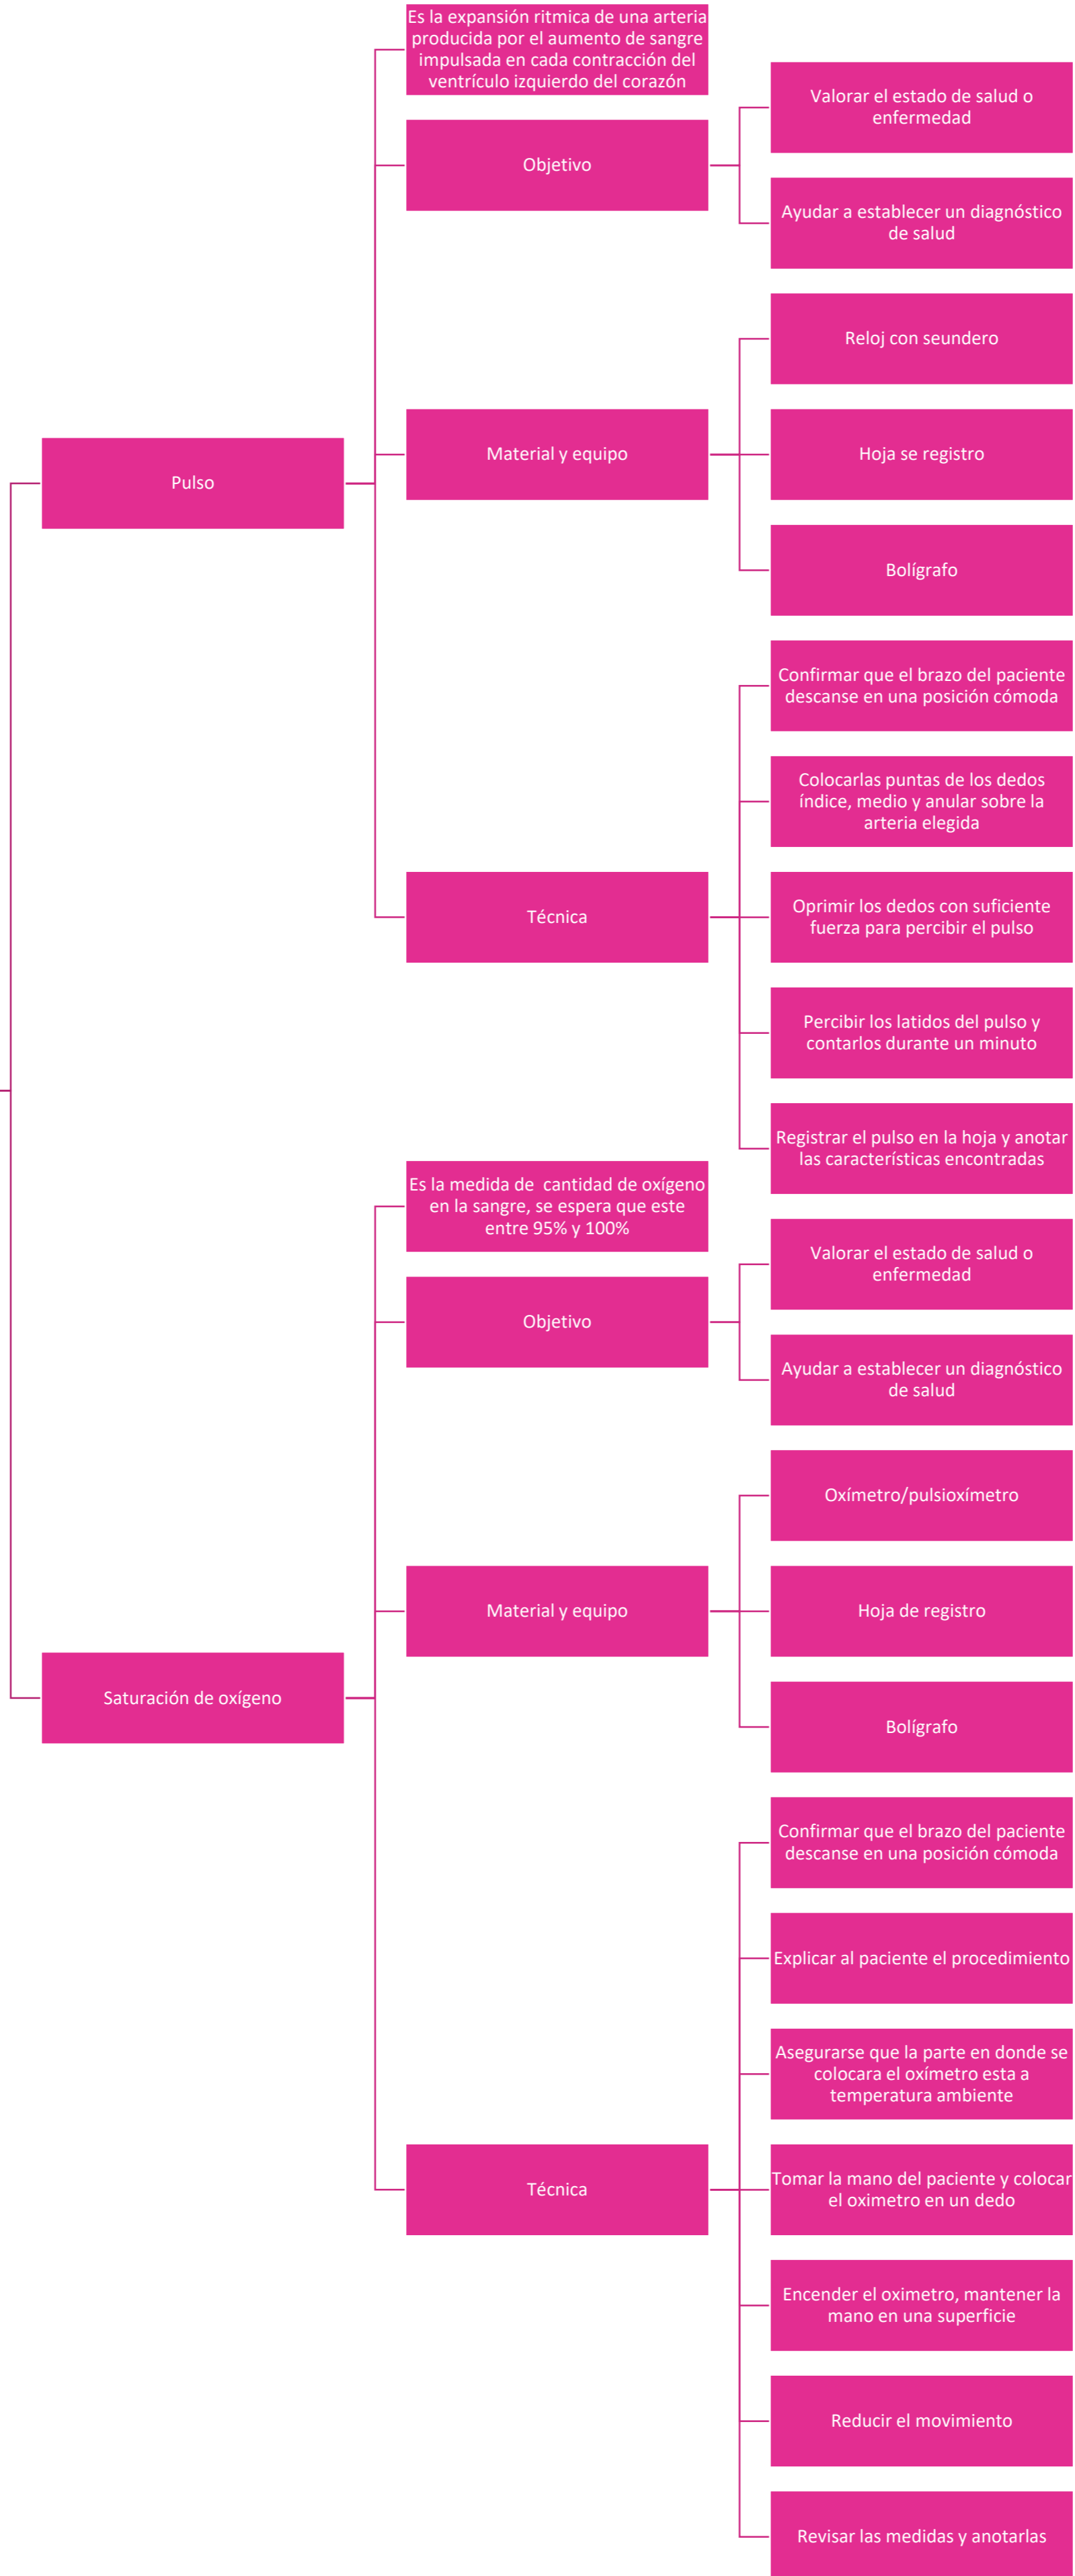 Es la expansión ritmica de una arteria
producida por el aumento de sangre
impulsada en cada contracción del
ventrículo izquierdo del corazón
Valorar el estado de salud o
enfermedad
Objetivo
Ayudar a establecer un diagnóstico
de salud
Reloj con seundero
Material y equipo
Hoja se registro
Pulso
Bolígrafo
Confirmar que el brazo del paciente
descanse en una posición cómoda
Colocarlas puntas de los dedos
índice, medio y anular sobre la
arteria elegida
Técnica
Oprimir los dedos con suficiente
fuerza para percibir el pulso
Percibir los latidos del pulso y
contarlos durante un minuto
Registrar el pulso en la hoja y anotar
las características encontradas
Es la medida de  cantidad de oxígeno
en la sangre, se espera que este
entre 95% y 100%
Valorar el estado de salud o
enfermedad
Objetivo
Ayudar a establecer un diagnóstico
de salud
Oxímetro/pulsioxímetro
Material y equipo
Hoja de registro
Saturación de oxígeno
Bolígrafo
Confirmar que el brazo del paciente
descanse en una posición cómoda
Explicar al paciente el procedimiento
Asegurarse que la parte en donde se
colocara el oxímetro esta a
temperatura ambiente
Técnica
Tomar la mano del paciente y colocar
el oximetro en un dedo
Encender el oximetro, mantener la
mano en una superficie
Reducir el movimiento
Revisar las medidas y anotarlas